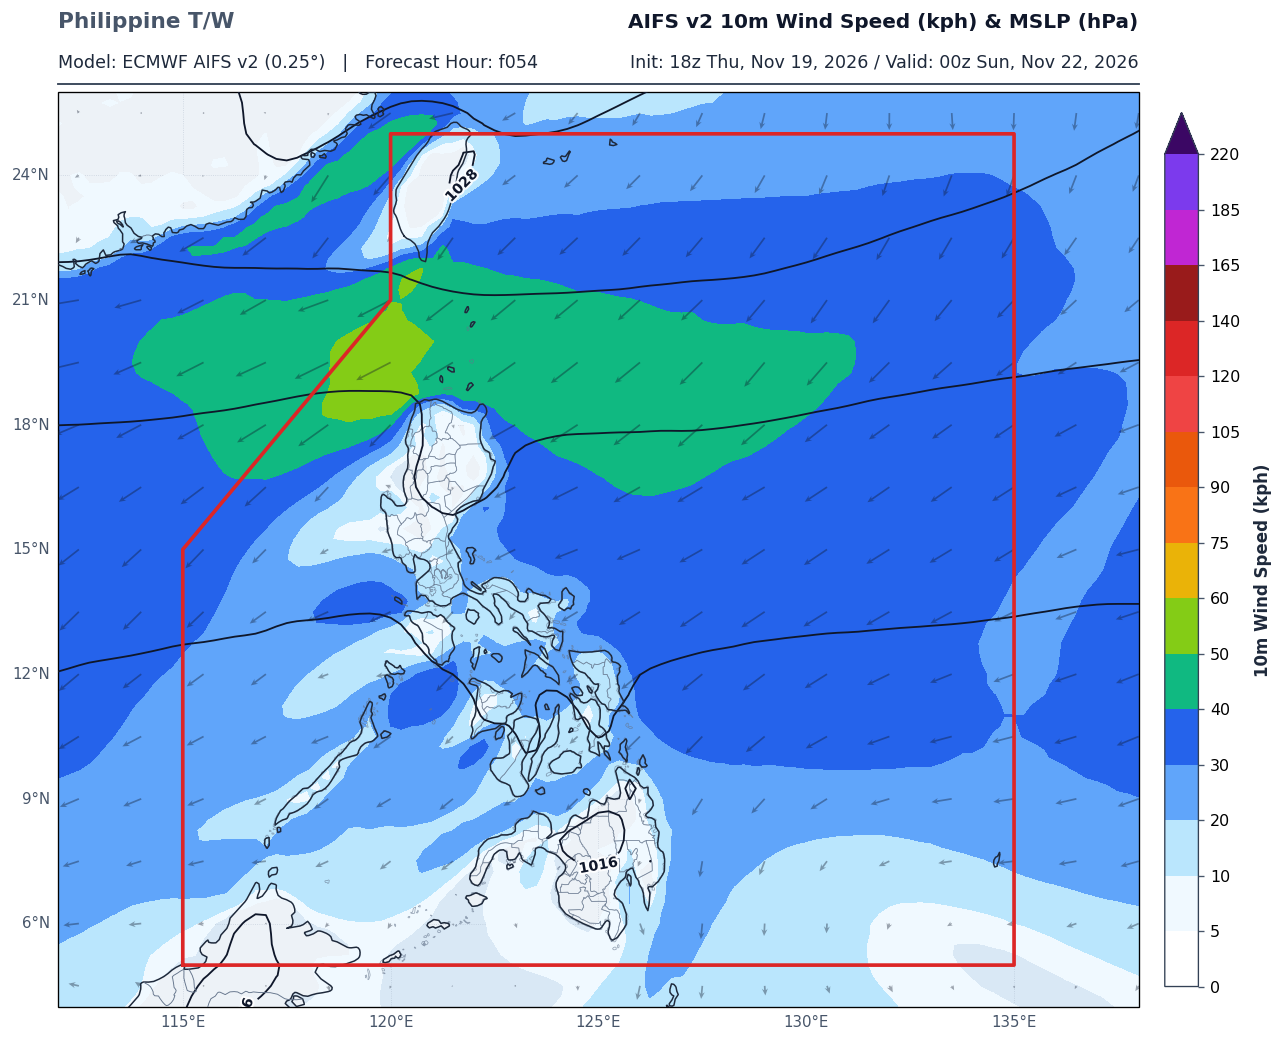 Philippine T/W
AIFS v2 10m Wind Speed (kph) & MSLP (hPa)
Model: ECMWF AIFS v2 (0.25°) | Forecast Hour: f054
Init: 18z Thu, Nov 19, 2026 / Valid: 00z Sun, Nov 22, 2026
24°N
21°N
18°N
15°N
12°N
9°N
6°N
115°E
120°E
125°E
130°E
135°E
1028
1016
6
220
185
165
140
120
105
90
75
60
50
40
30
20
10
5
0
10m Wind Speed (kph)